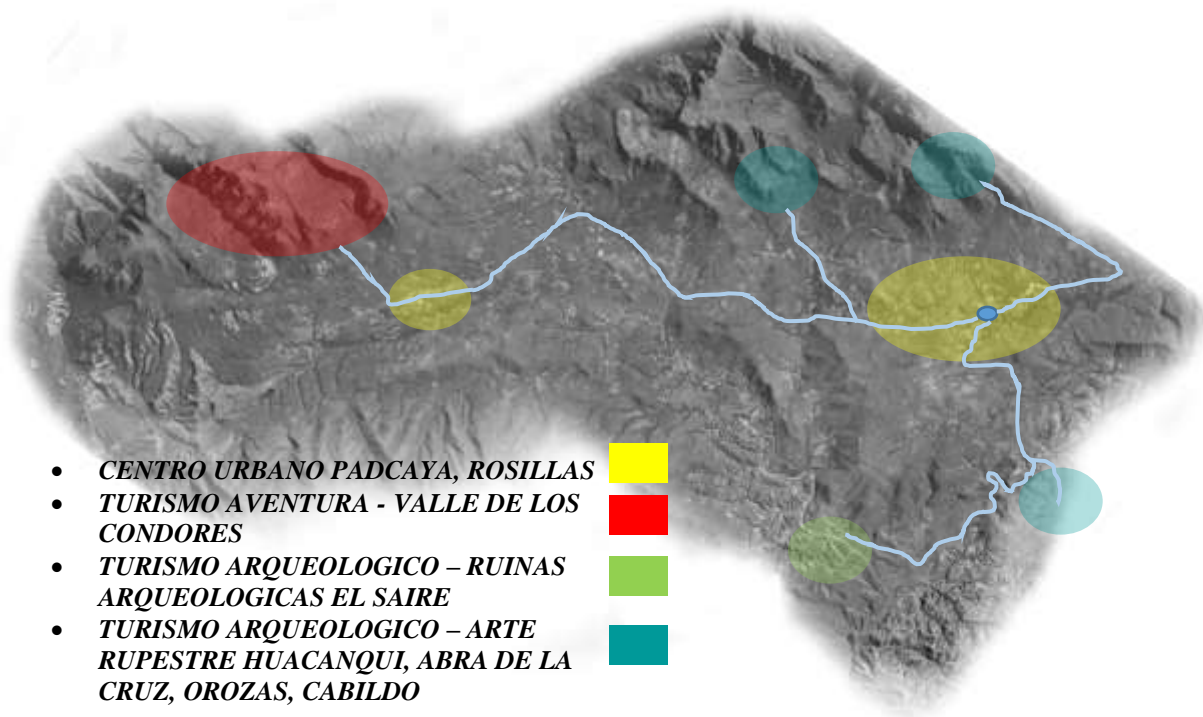 • CENTRO URBANO PADCAYA, ROSILLAS
• TURISMO AVENTURA - VALLE DE LOS
CONDORES
• TURISMO ARQUEOLOGICO – RUINAS
ARQUEOLOGICAS EL SAIRE
• TURISMO ARQUEOLOGICO – ARTE
RUPESTRE HUACANQUI, ABRA DE LA
CRUZ, OROZAS, CABILDO